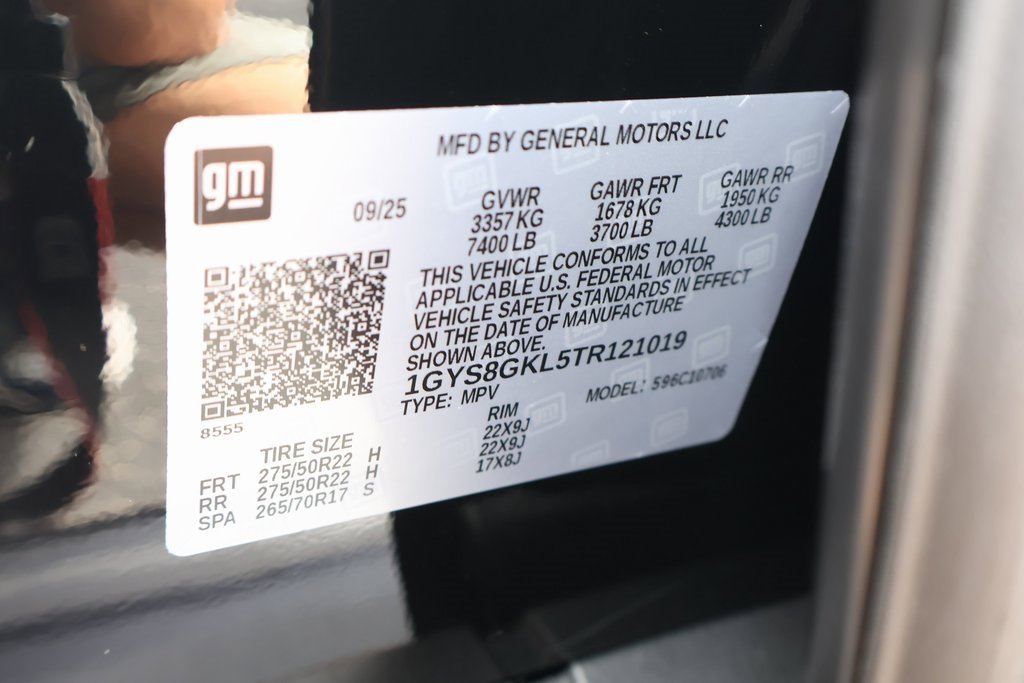 MFD BY GENERAL MOTORS LLC
gm
09/25
GVWR GAWR FRT GAWR RR
3357 KG 1678 KG 1950 KG
7400 LB 3700 LB 4300 LB
THIS VEHICLE CONFORMS TO ALL
APPLICABLE U.S. FEDERAL MOTOR
VEHICLE SAFETY STANDARDS IN EFFECT
ON THE DATE OF MANUFACTURE
SHOWN ABOVE.
1GYS8GKL5TR121019
TYPE: MPV MODEL: 596C10706
8555
TIRE SIZE RIM
FRT 275/50R22 H 22X9J
RR 275/50R22 H 22X9J
SPA 265/70R17 S 17X8J